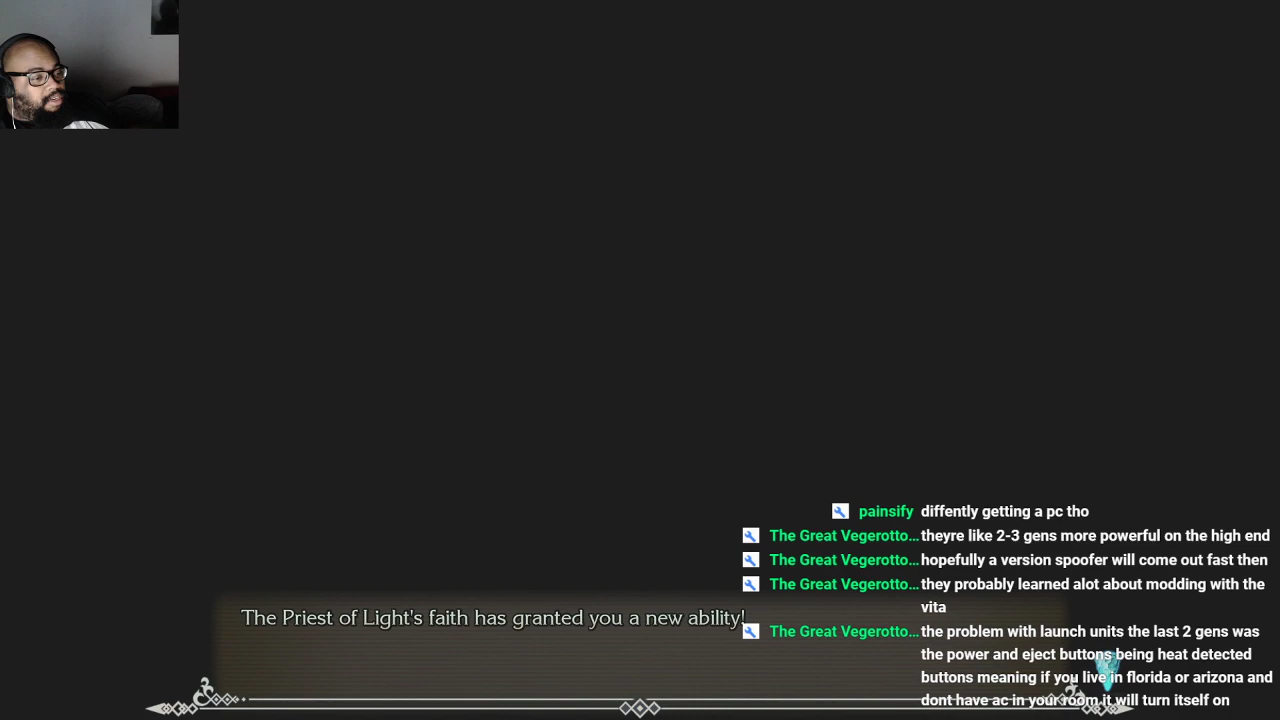 painsify diffently getting a pc tho
The Great Vegerotto... theyre like 2-3 gens more powerful on the high end
The Great Vegerotto... hopefully a version spoofer will come out fast then
The Great Vegerotto... they probably learned alot about modding with the
vita
The Priest of Light's faith has granted you a new ability!
The Great Vegerotto... the problem with launch units the last 2 gens was
the power and eject buttons being heat detected
buttons meaning if you live in florida or arizona and
dont have ac in your room it will turn itself on